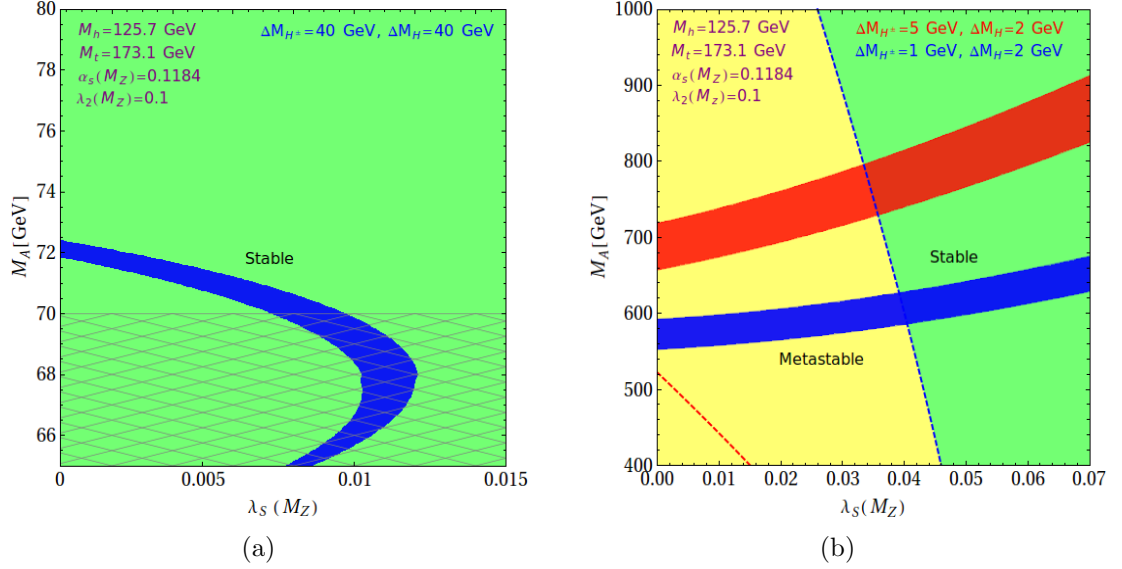 M_h=125.7 GeV
M_t=173.1 GeV
α_s(M_Z)=0.1184
λ_2(M_Z)=0.1
ΔM_{H^±}=40 GeV, ΔM_H=40 GeV
Stable
80
78
76
74
72
70
68
66
M_A[GeV]
0
0.005
0.01
0.015
λ_S(M_Z)
(a)
M_h=125.7 GeV
M_t=173.1 GeV
α_s(M_Z)=0.1184
λ_2(M_Z)=0.1
ΔM_{H^±}=5 GeV, ΔM_H=2 GeV
ΔM_{H^±}=1 GeV, ΔM_H=2 GeV
Stable
Metastable
1000
900
800
700
600
500
400
M_A[GeV]
0.00
0.01
0.02
0.03
0.04
0.05
0.06
0.07
λ_S(M_Z)
(b)